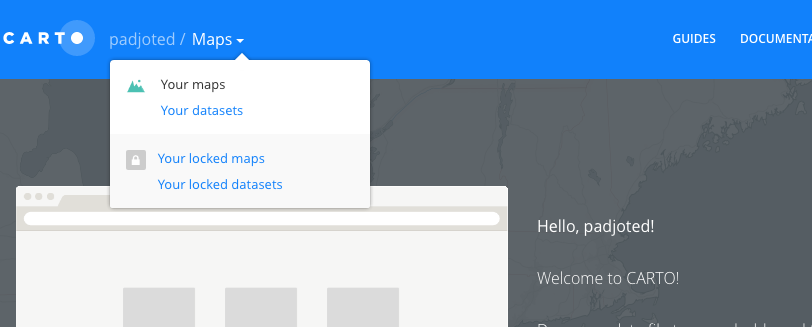 CARTO
padjoted / Maps
GUIDES
DOCUMENTA
Your maps
Your datasets
Your locked maps
Your locked datasets
Hello, padjoted!
Welcome to CARTO!